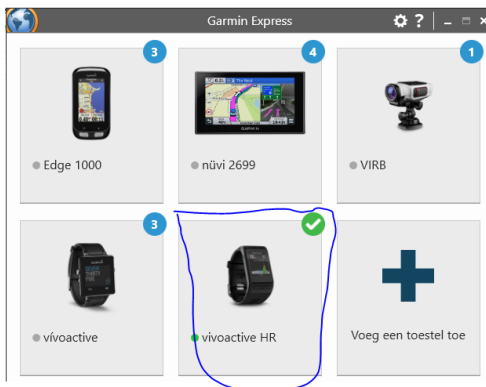 Garmin Express
?
3
4
1
Edge 1000
nüvi 2699
VIRB
3
vívoactive
vívoactive HR
Voeg een toestel toe